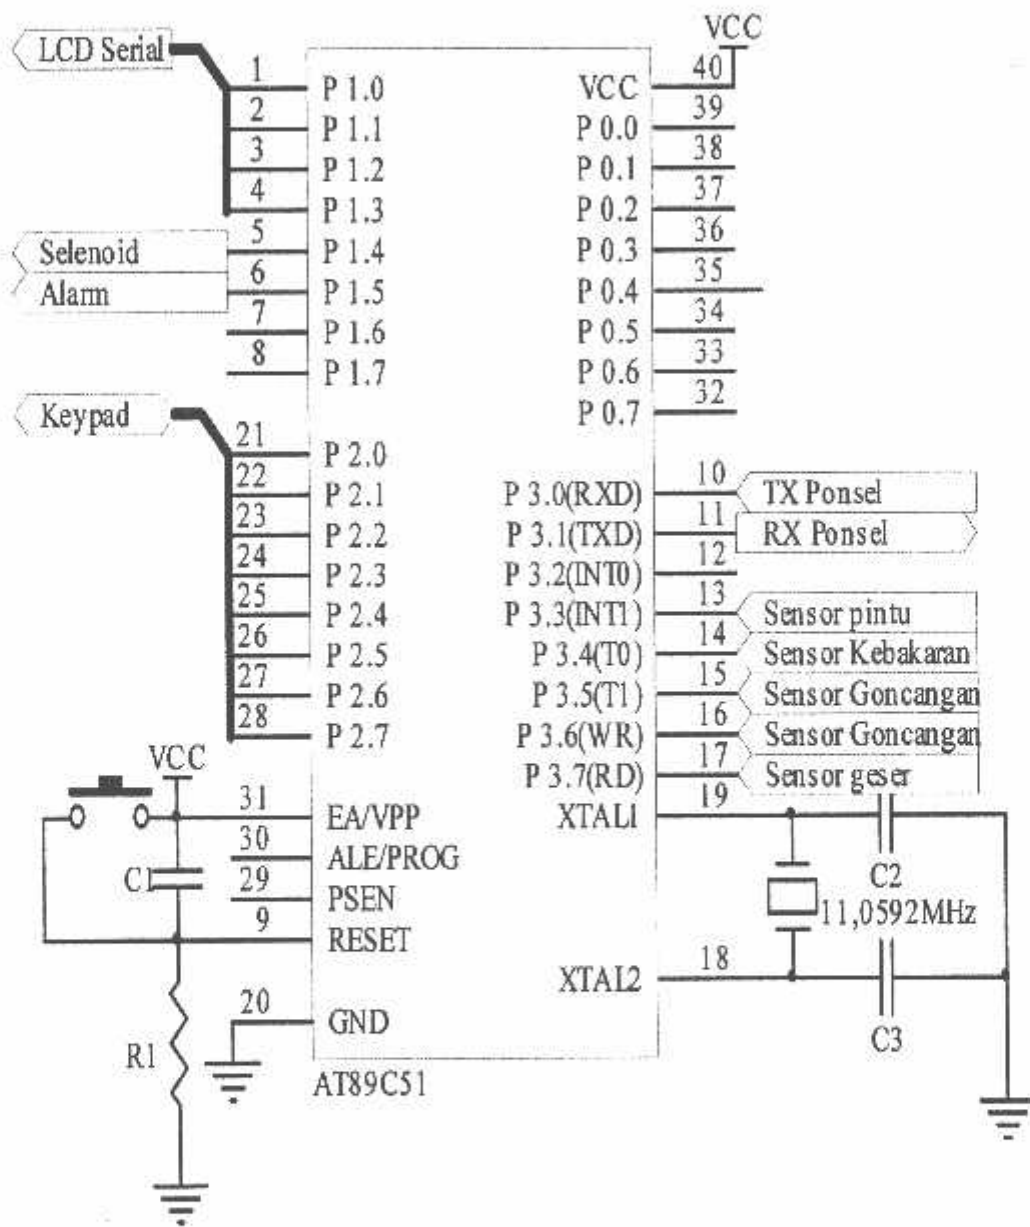 VCC
LCD Serial
1
P 1.0
2
P 1.1
3
P 1.2
4
P 1.3
Selenoid
5
P 1.4
Alarm
6
P 1.5
7
P 1.6
8
P 1.7
Keypad
21
P 2.0
22
P 2.1
23
P 2.2
24
P 2.3
25
P 2.4
26
P 2.5
27
P 2.6
28
P 2.7
VCC
31
EA/VPP
30
ALE/PROG
C1
29
PSEN
9
RESET
20
GND
R1
AT89C51
VCC
40
P 0.0
39
P 0.1
38
P 0.2
37
P 0.3
36
P 0.4
35
P 0.5
34
P 0.6
33
P 0.7
32
P 3.0(RXD)
10
TX Ponsel
P 3.1(TXD)
11
RX Ponsel
P 3.2(INT0)
12
P 3.3(INT1)
13
Sensor pintu
P 3.4(T0)
14
Sensor Kebakaran
P 3.5(T1)
15
Sensor Goncangan
P 3.6(WR)
16
Sensor Goncangan
P 3.7(RD)
17
Sensor geser
XTAL1
19
C2
11,0592MHz
XTAL2
18
C3